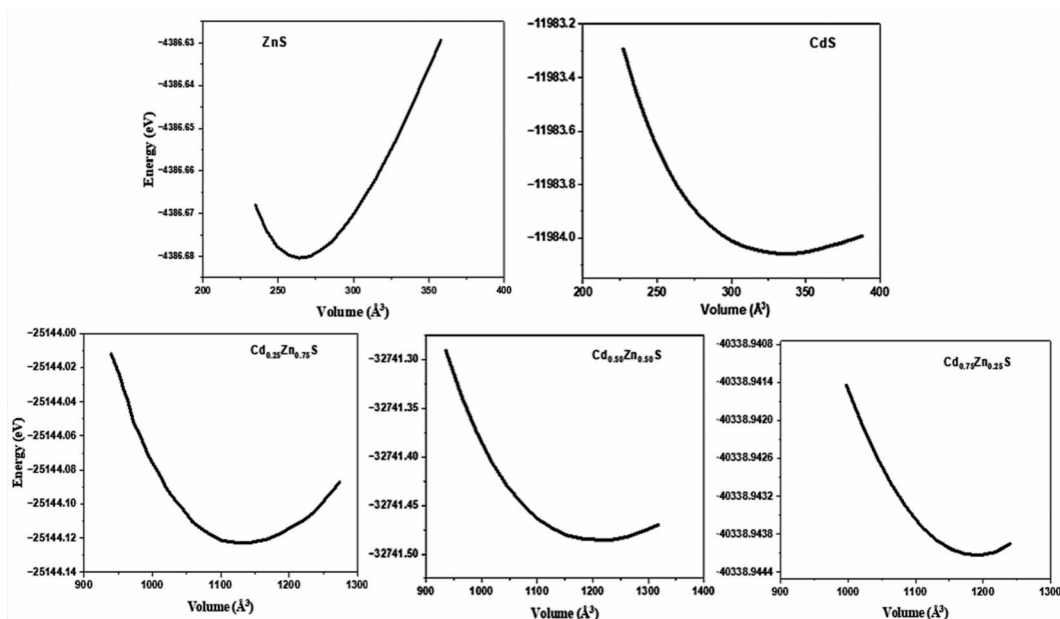 ZnS
−4386.63
−4386.64
−4386.65
−4386.66
−4386.67
−4386.68
Energy (eV)
200 250 300 350 400
Volume (Å³)
CdS
−11983.2
−11983.4
−11983.6
−11983.8
−11984.0
200 250 300 350 400
Volume (Å³)
Cd₀.₂₅Zn₀.₇₅S
−25144.00
−25144.02
−25144.04
−25144.06
−25144.08
−25144.10
−25144.12
−25144.14
Energy (eV)
900 1000 1100 1200 1300
Volume (Å³)
Cd₀.₅₀Zn₀.₅₀S
−32741.30
−32741.35
−32741.40
−32741.45
−32741.50
900 1000 1100 1200 1300 1400
Volume (Å³)
Cd₀.₇₅Zn₀.₂₅S
-40338.9408
-40338.9414
-40338.9420
-40338.9426
-40338.9432
-40338.9438
-40338.9444
1000 1100 1200 1300
Volume (Å³)